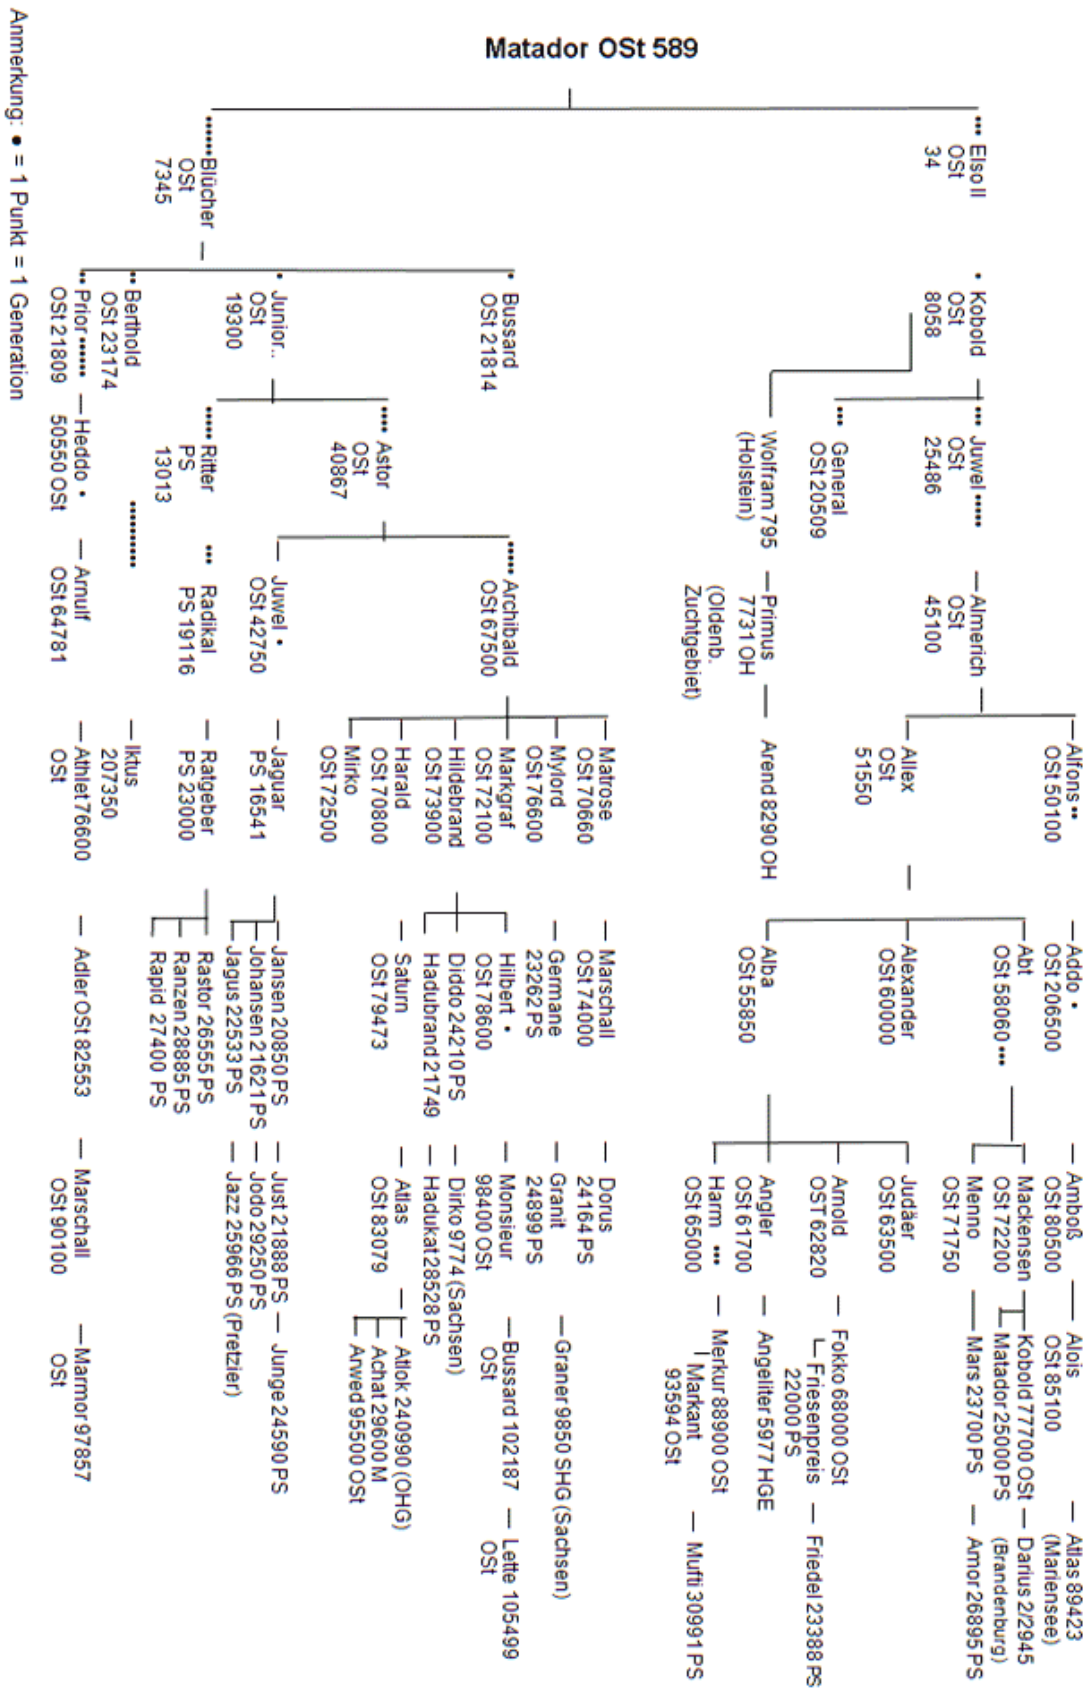 Matador OSt 589
••• Elso II
OSt
34
• Kobold
OSt
8058
••• Juwel •••••
OSt
25486
••• General
OSt 20509
Wolfram 795
(Holstein)
— Almerich
OSt
45100
— Primus
7731 OH
(Oldenb.
Zuchtgebiet)
Alfons ••
OSt 50100
Allex
OSt
51550
Arend 8290 OH
— Addo •
OSt 206500
Abt
OSt 58060 •••
Alexander
OSt 60000
Alba
OSt 55850
— Amboß
OSt 80500
Mackensen
OSt 72200
Menno
OSt 71750
Judäer
OSt 63500
Arnold
OST 62820
Angler
OSt 61700
Harm •••
OSt 65000
— Alois
OSt 85100
Kobold 77700 OSt
Matador 25000 PS
— Mars 23700 PS
— Fokko 68000 OSt
Friesenpreis
22000 PS
— Angeliter 5977 HGE
— Merkur 88900 OSt
Markant
93594 OSt
— Atlas 89423
(Mariensee)
— Darius 2/2945
(Brandenburg)
— Amor 26895 PS
— Friedel 23388 PS
— Mufti 30991 PS
••••••Blücher
OSt
7345
• Bussard
OSt 21814
• Junior..
OSt
19300
•• Berthold
OSt 23174
•• Prior ••••••
OSt 21809
•••• Astor
OSt
40867
••••• Ritter
PS
13013
— Heddo •
50550 OSt
••••• Archibald
OSt 67500
Juwel •
OSt 42750
••• Radikal
PS 19116
••••••••••
— Arnulf
OSt 64781
Matrose
OSt 70660
Mylord
OSt 76600
Markgraf
OSt 72100
Hildebrand
OSt 73900
Harald
OSt 70800
Mirko
OSt 72500
— Jaguar
PS 16541
— Ratgeber
PS 23000
— Iktus
207350
— Athlet 76600
OSt
— Marschall
OSt 74000
— Germane
23262 PS
Hilbert •
OSt 78600
Diddo 24210 PS
Hadubrand 21749
— Saturn
OSt 79473
Jansen 20850 PS
Johansen 21621 PS
Jagus 22533 PS
Rastor 26555 PS
Ranzen 28885 PS
Rapid 27400 PS
— Adler OSt 82553
— Dorus
24164 PS
— Granit
24899 PS
— Monsieur
98400 OSt
— Dirko 9774 (Sachsen)
— Hadukat 28528 PS
— Atlas
OSt 83079
— Just 21888 PS
— Jodo 29250 PS
— Jazz 25966 PS (Pretzier)
— Marschall
OSt 90100
— Graner 9850 SHG (Sachsen)
— Bussard 102187
OSt
Atlok 240990 (OHG)
Achat 29600 M
Arwed 95500 OSt
— Junge 24590 PS
— Marmor 97857
OSt
— Lette 105499
OSt
Anmerkung: ● = 1 Punkt = 1 Generation